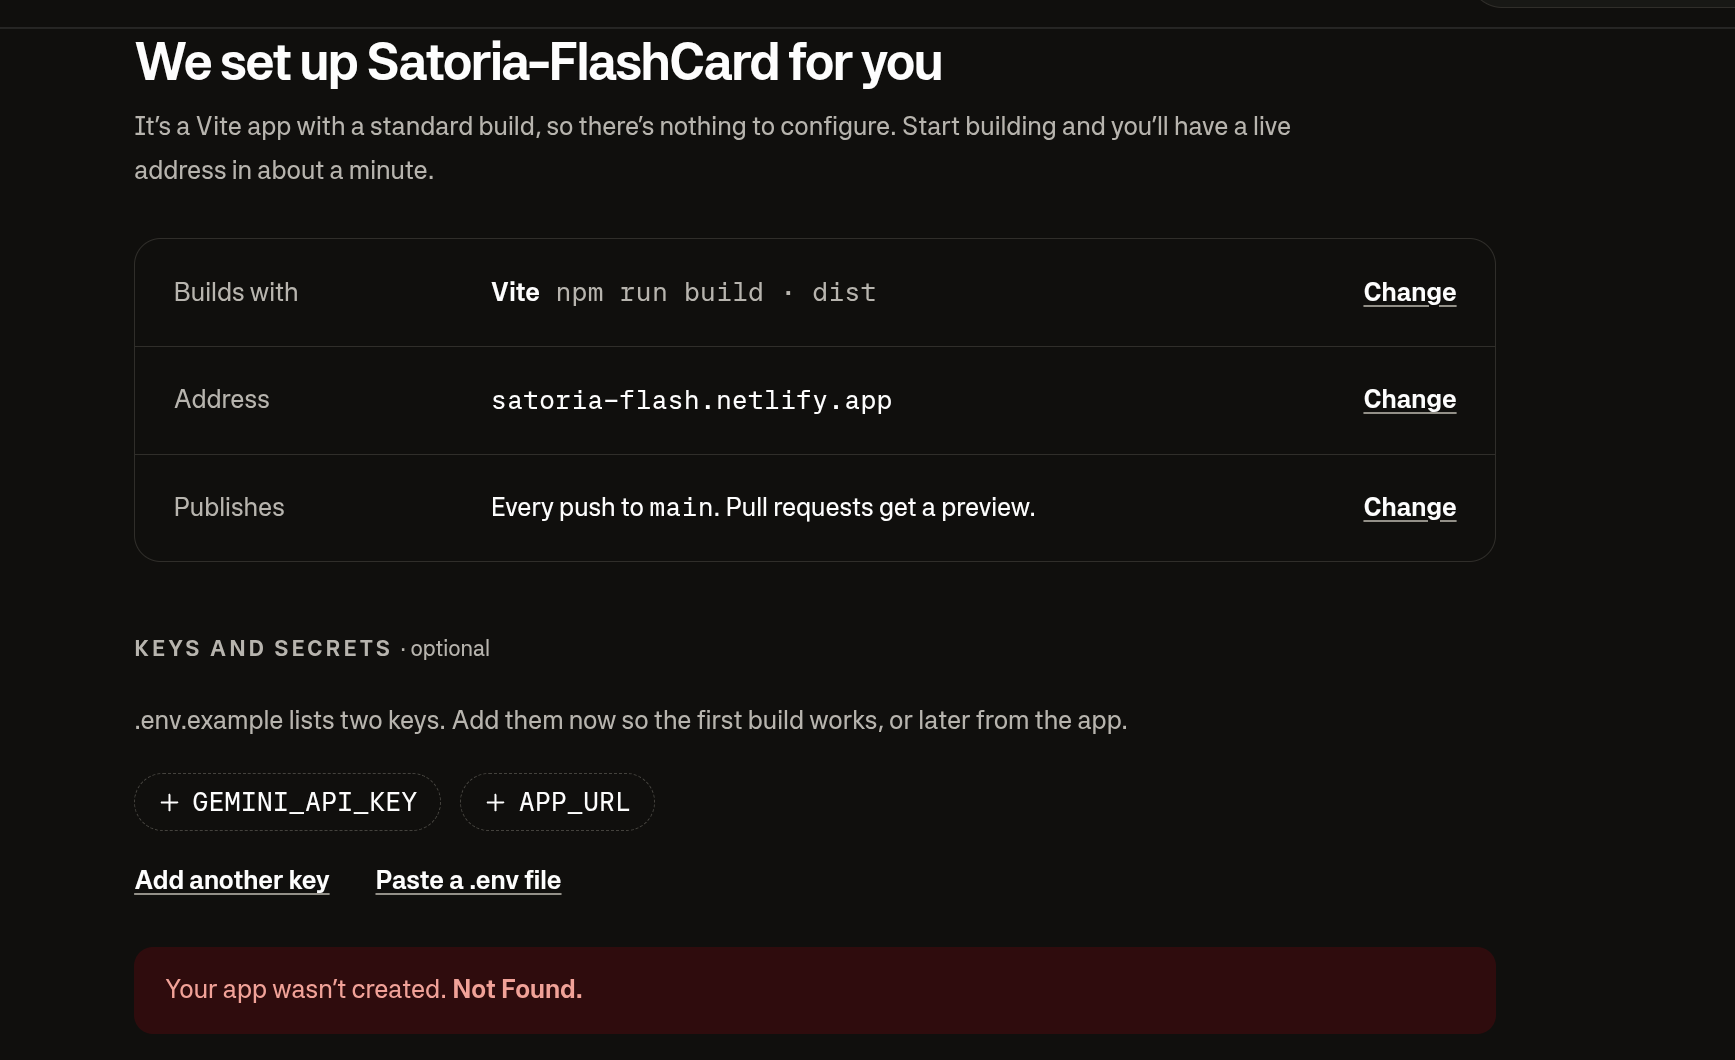 We set up Satoria-FlashCard for you
It’s a Vite app with a standard build, so there’s nothing to configure. Start building and you’ll have a live
address in about a minute.
Builds with Vite npm run build · dist Change
Address satoria-flash.netlify.app Change
Publishes Every push to main. Pull requests get a preview. Change
KEYS AND SECRETS · optional
.env.example lists two keys. Add them now so the first build works, or later from the app.
+ GEMINI_API_KEY + APP_URL
Add another key Paste a .env file
Your app wasn’t created. Not Found.